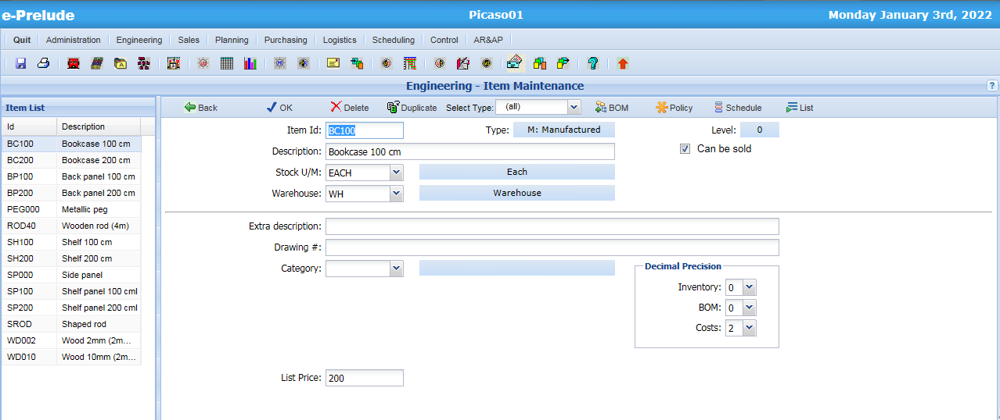 e-Prelude Picaso01 Monday January 3rd, 2022
Quit Administration Engineering Sales Planning Purchasing Logistics Scheduling Control AR&AP
Engineering - Item Maintenance ?
Item List
Back OK Delete Duplicate Select Type: (all) BOM Policy Schedule List
Id Description
BC100 Bookcase 100 cm
BC200 Bookcase 200 cm
BP100 Back panel 100 cm
BP200 Back panel 200 cm
PEG000 Metallic peg
ROD40 Wooden rod (4m)
SH100 Shelf 100 cm
SH200 Shelf 200 cm
SP000 Side panel
SP100 Shelf panel 100 cml
SP200 Shelf panel 200 cml
SROD Shaped rod
WD002 Wood 2mm (2m...
WD010 Wood 10mm (2m...
Item Id: BC100 Type: M: Manufactured Level: 0
Description: Bookcase 100 cm Can be sold
Stock U/M: EACH Each
Warehouse: WH Warehouse
Extra description:
Drawing #:
Category:
Decimal Precision
Inventory: 0
BOM: 0
Costs: 2
List Price: 200